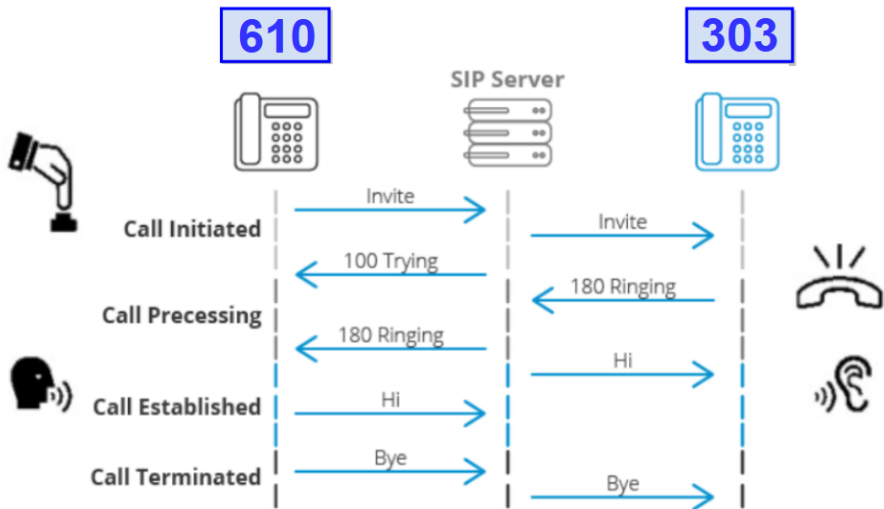 610
303
SIP Server
Invite
Call Initiated
Invite
100 Trying
180 Ringing
Call Precessing
180 Ringing
Hi
Hi
Call Established
Bye
Call Terminated
Bye